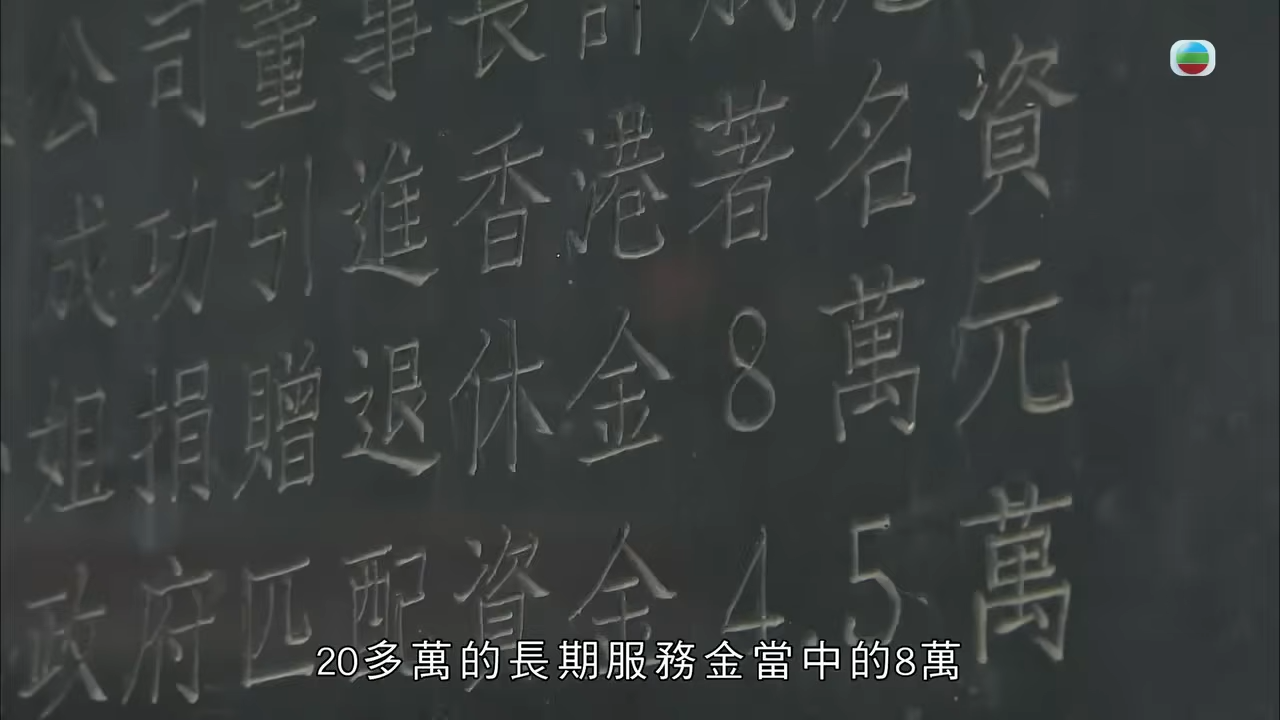 公司董事長許
成功引進香港著名資
姐捐贈退休金8萬元
政府匹配資金4.5萬
20多萬的長期服務金當中的8萬